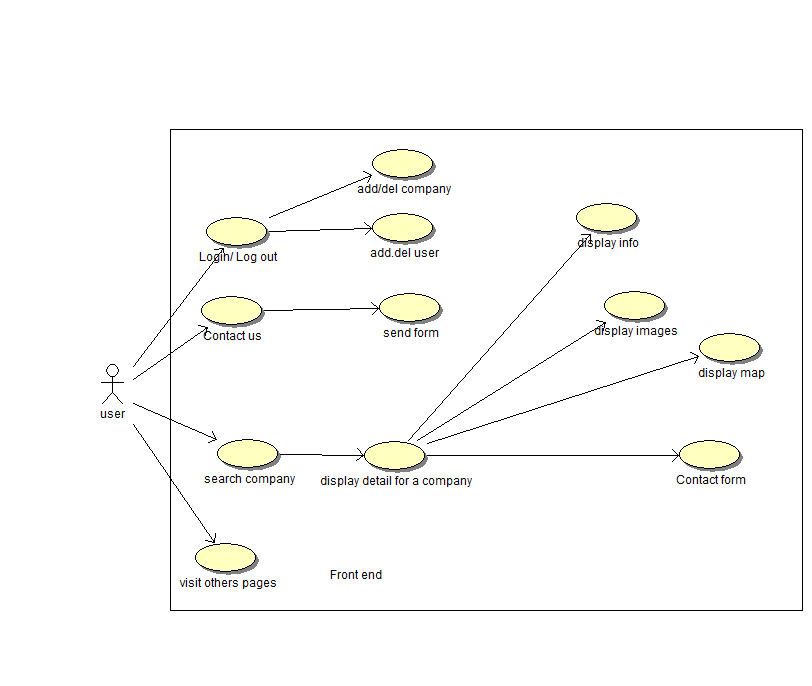 add/del company
add.del user
Login/ Log out
display info
Contact us
send form
display images
display map
user
search company
display detail for a company
Contact form
visit others pages
Front end